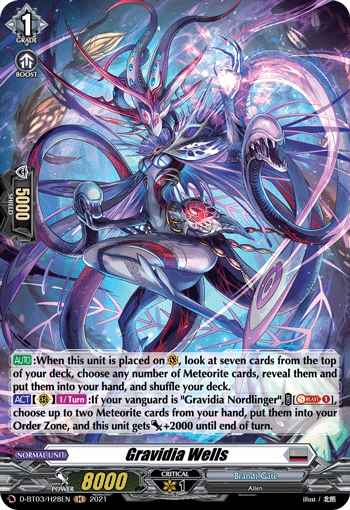 1
GRADE
BOOST
SHIELD
5000
AUTO:When this unit is placed on , look at seven cards from the top
of your deck, choose any number of Meteorite cards, reveal them and
put them into your hand, and shuffle your deck.
ACT 1/Turn :If your vanguard is "Gravidia Nordlinger", BLAST 1 ,
choose up to two Meteorite cards from your hand, put them into your
Order Zone, and this unit gets +2000 until end of turn.
NORMAL UNIT
Gravidia Wells
POWER
8000
CRITICAL
1
Brandt Gate
Alien
D-BT03/H28EN H 2021
illust / 北熊